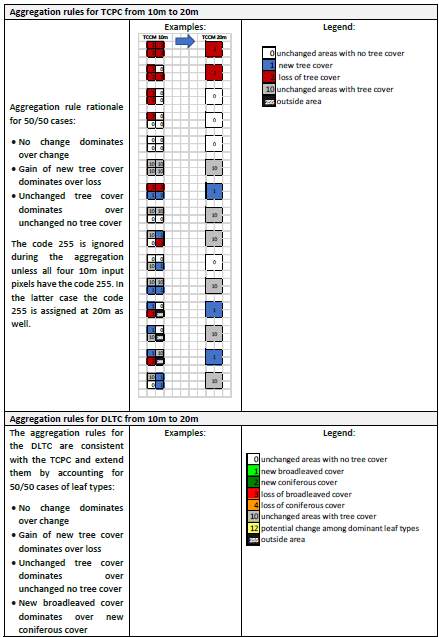 Aggregation rules for TCPC from 10m to 20m
Examples:
Legend:
TCCM 10m TCCM 20m
Aggregation rule rationale
for 50/50 cases:
• No change dominates
over change
• Gain of new tree cover
dominates over loss
• Unchanged tree cover
dominates over
unchanged no tree cover
The code 255 is ignored
during the aggregation
unless all four 10m input
pixels have the code 255. In
the latter case the code
255 is assigned at 20m as
well.
0 unchanged areas with no tree cover
1 new tree cover
2 loss of tree cover
10 unchanged areas with tree cover
255 outside area
Aggregation rules for DLTC from 10m to 20m
The aggregation rules for
the DLTC are consistent
with the TCPC and extend
them by accounting for
50/50 cases of leaf types:
• No change dominates
over change
• Gain of new tree cover
dominates over loss
• Unchanged tree cover
dominates over
unchanged no tree cover
• New broadleaved cover
dominates over new
coniferous cover
Examples:
Legend:
0 unchanged areas with no tree cover
1 new broadleaved cover
2 new coniferous cover
3 loss of broadleaved cover
4 loss of coniferous cover
10 unchanged areas with tree cover
12 potential change among dominant leaf types
255 outside area